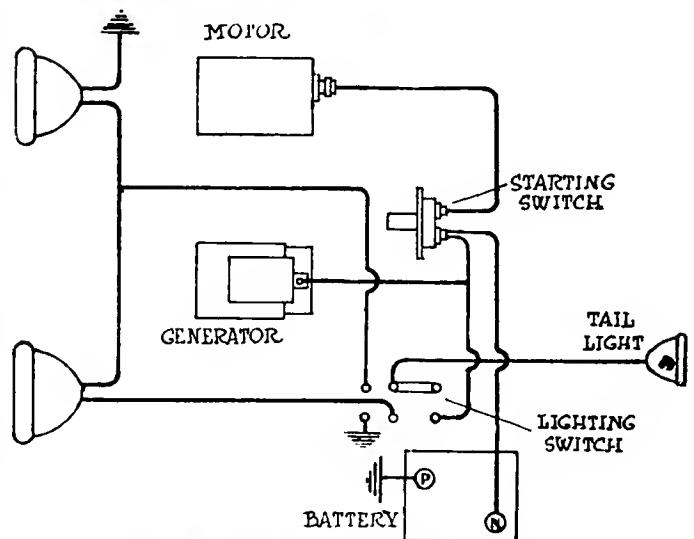 MOTOR
STARTING
SWITCH
GENERATOR
TAIL
LIGHT
LIGHTING
SWITCH
P
BATTERY
N